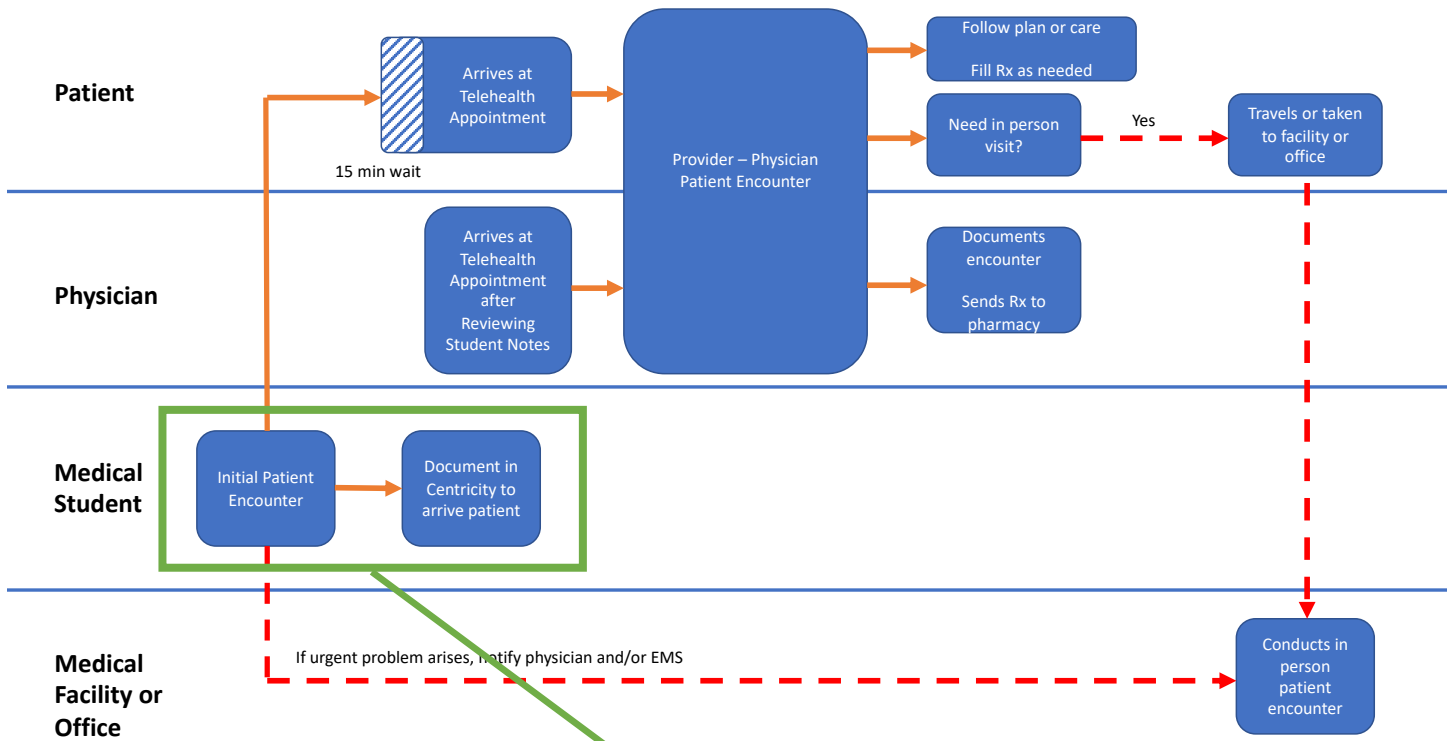 Patient
Arrives at
Telehealth
Appointment
15 min wait
Provider – Physician
Patient Encounter
Follow plan or care
Fill Rx as needed
Need in person
visit?
Yes
Travels or taken
to facility or
office
Physician
Arrives at
Telehealth
Appointment
after
Reviewing
Student Notes
Documents
encounter
Sends Rx to
pharmacy
Medical
Student
Initial Patient
Encounter
Document in
Centricity to
arrive patient
Medical
Facility or
Office
If urgent problem arises, notify physician and/or EMS
Conducts in
person
patient
encounter